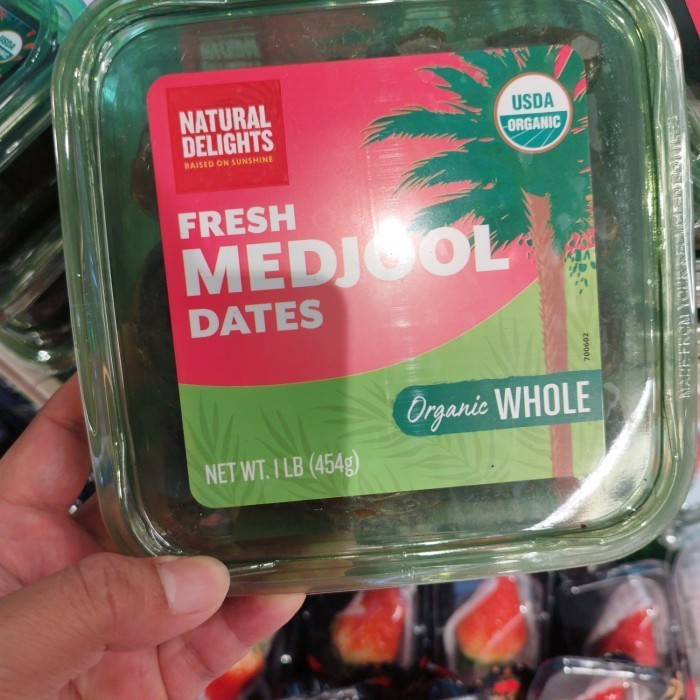 NATURAL
DELIGHTS
RAISED ON SUNSHINE
USDA
ORGANIC
FRESH
MEDJOOL
DATES
700602
Organic WHOLE
NET WT. 1 LB (454g)